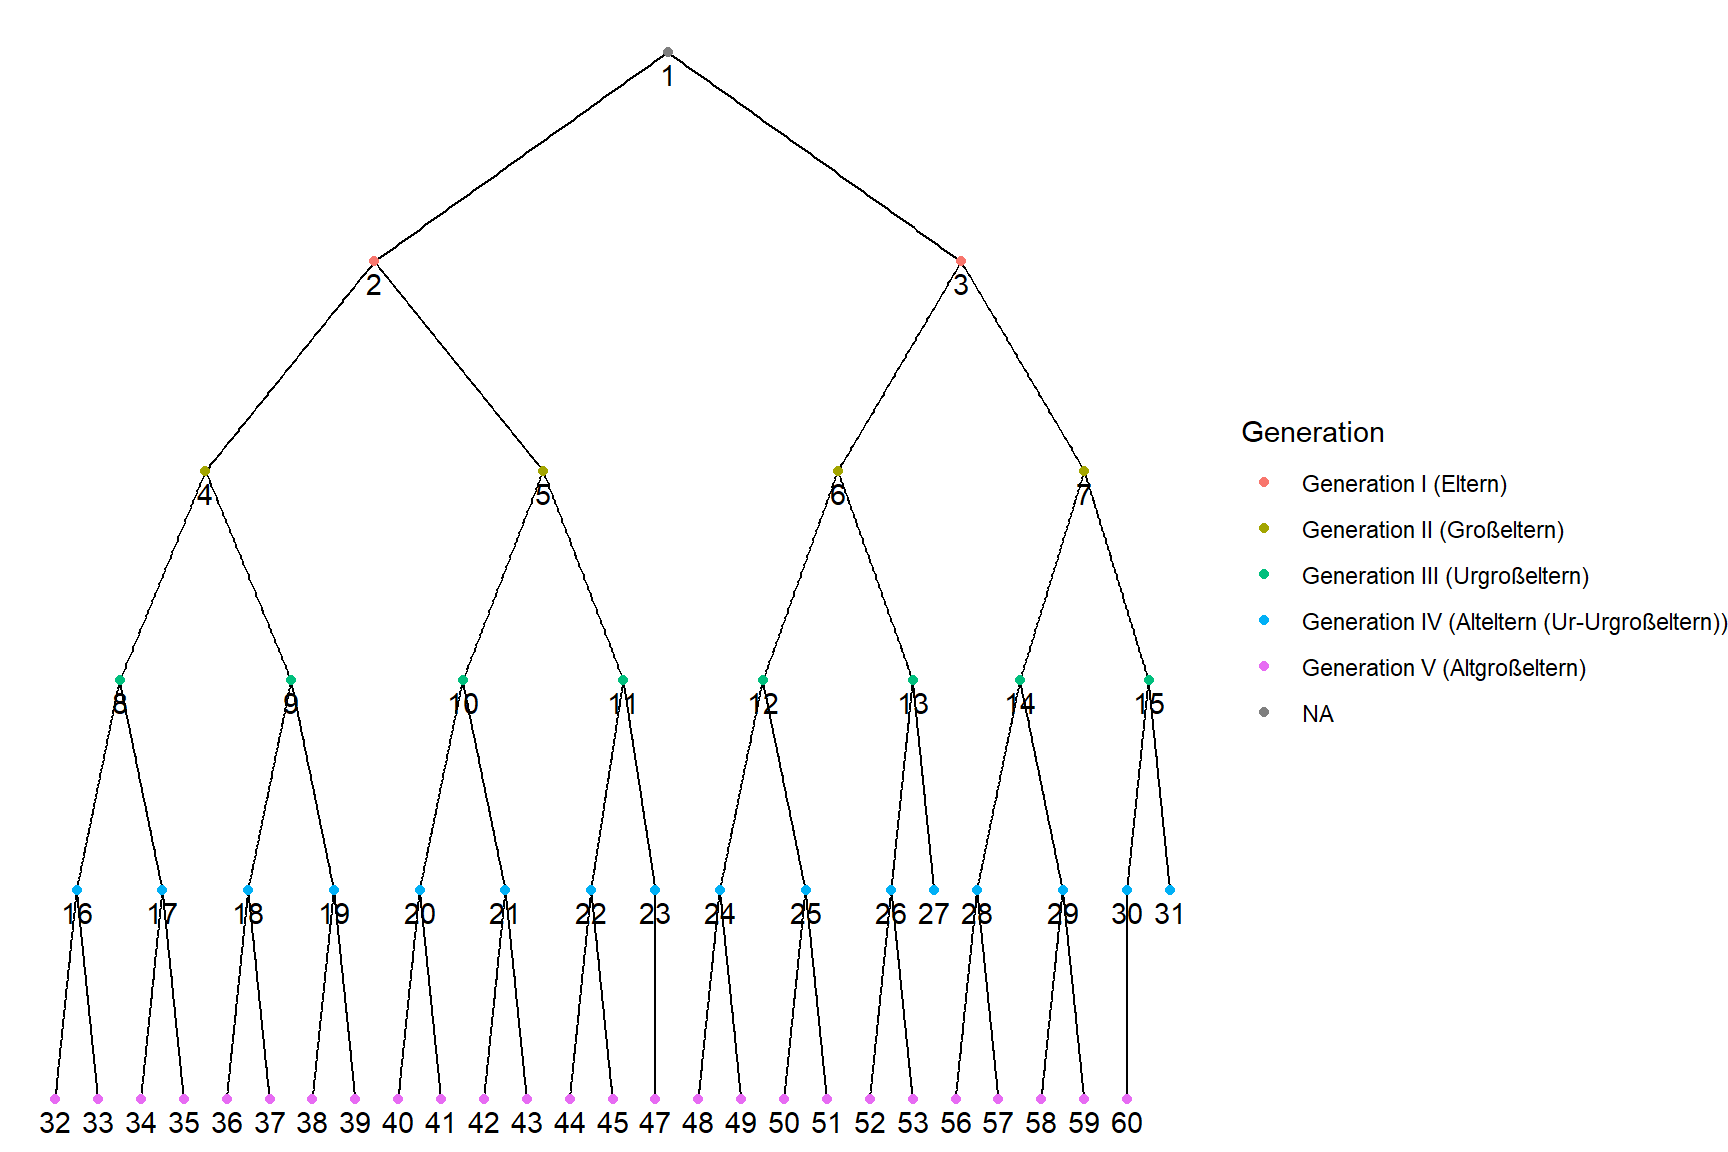 1
2 3
4 5 6 7
Generation
Generation I (Eltern)
Generation II (Großeltern)
Generation III (Urgroßeltern)
Generation IV (Alteltern (Ur-Urgroßeltern))
Generation V (Altgroßeltern)
NA
8 9 10 11 12 13 14 15
16 17 18 19 20 21 22 23 24 25 26 27 28 29 30 31
32 33 34 35 36 37 38 39 40 41 42 43 44 45 47 48 49 50 51 52 53 56 57 58 59 60